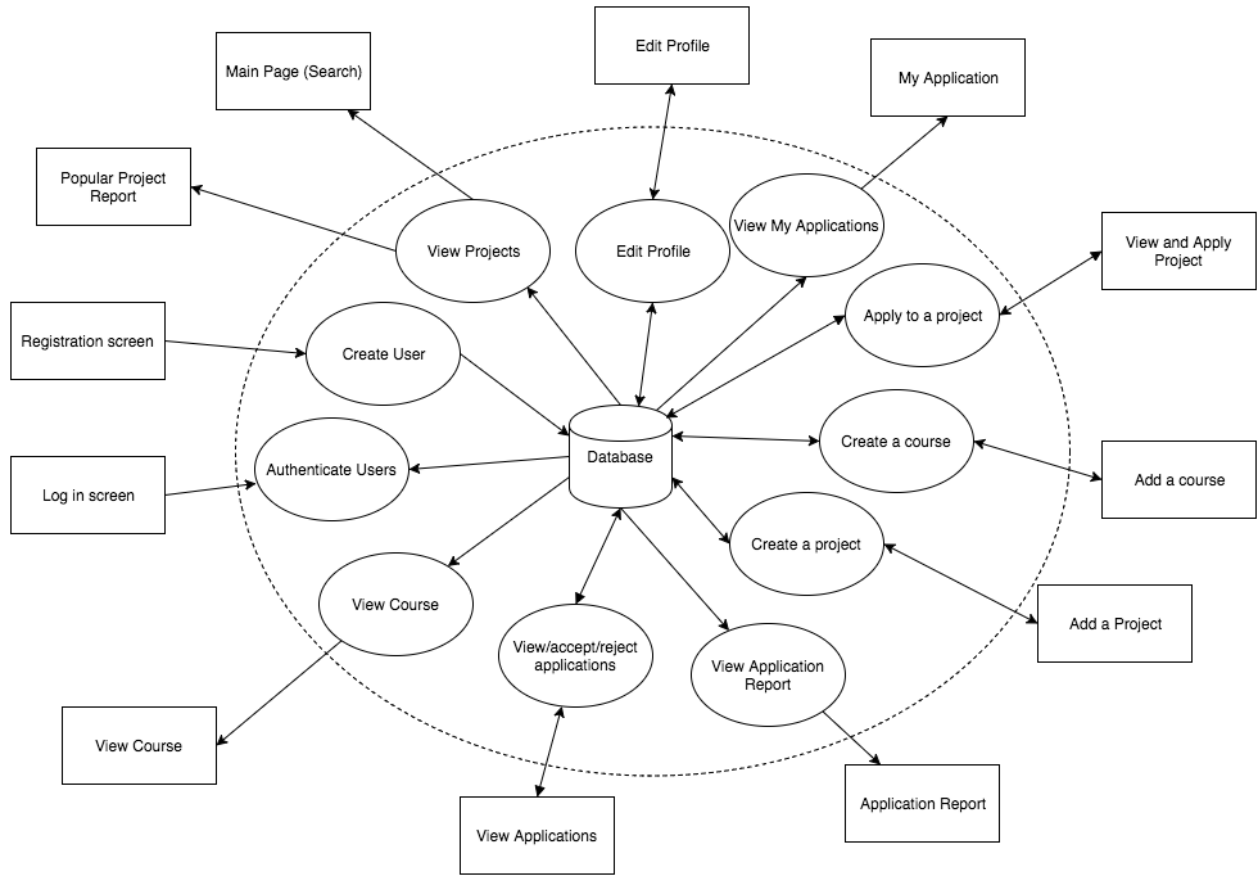 Edit Profile
Main Page (Search)
My Application
Popular Project
Report
View My Applications
View Projects
Edit Profile
View and Apply
Project
Apply to a project
Registration screen
Create User
Create a course
Database
Authenticate Users
Add a course
Log in screen
Create a project
View Course
Add a Project
View/accept/reject
applications
View Application
Report
View Course
Application Report
View Applications